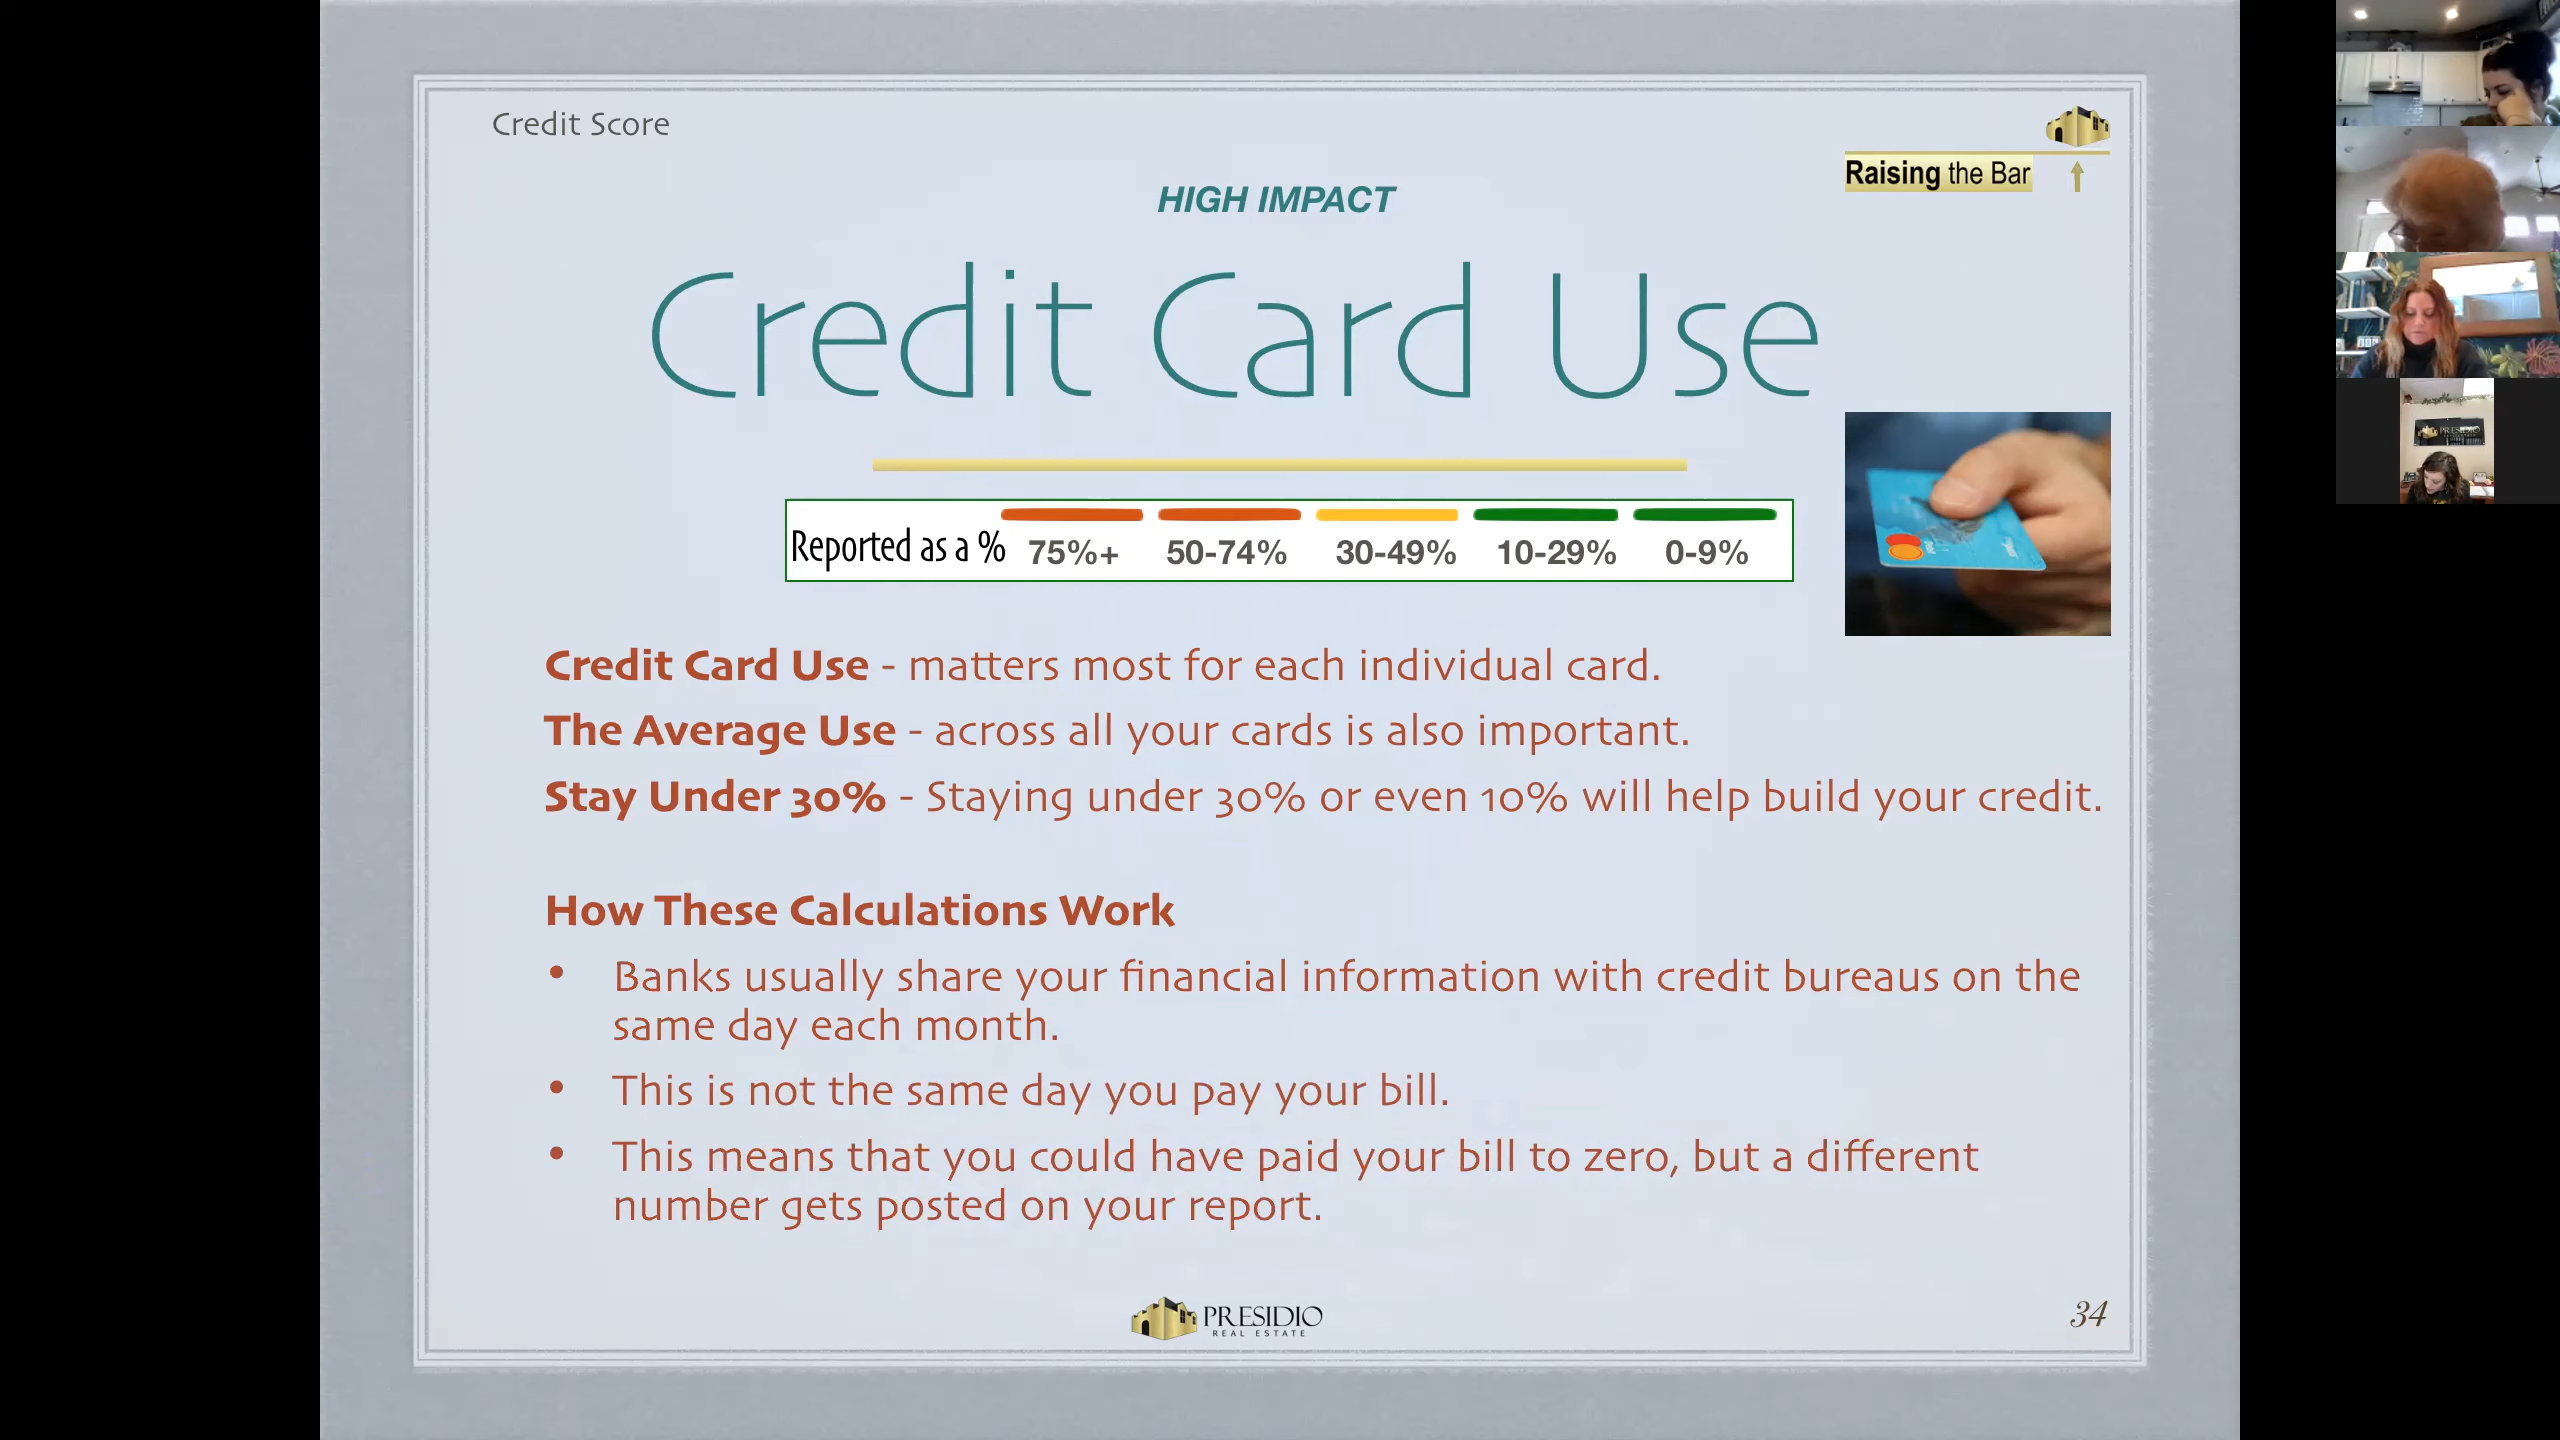 Credit Score
Raising the Bar
HIGH IMPACT
Credit Card Use
Reported as a % 75%+ 50-74% 30-49% 10-29% 0-9%
Credit Card Use - matters most for each individual card.
The Average Use - across all your cards is also important.
Stay Under 30% - Staying under 30% or even 10% will help build your credit.
How These Calculations Work
• Banks usually share your financial information with credit bureaus on the
same day each month.
• This is not the same day you pay your bill.
• This means that you could have paid your bill to zero, but a different
number gets posted on your report.
PRESIDIO
REAL ESTATE
34
PRESIDIO